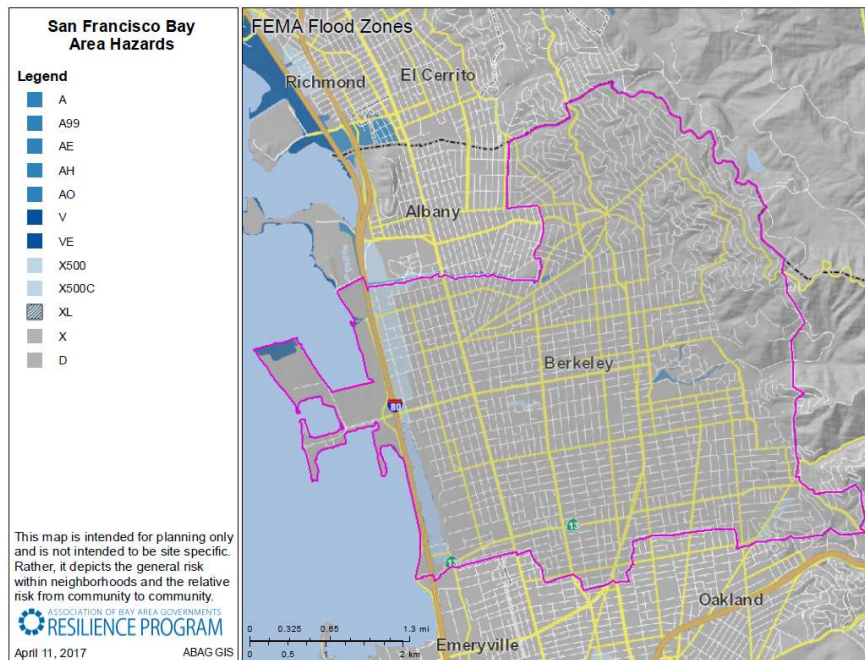 San Francisco Bay
Area Hazards
Legend
A
A99
AE
AH
AO
V
VE
X500
X500C
XL
X
D
This map is intended for planning only
and is not intended to be site specific.
Rather, it depicts the general risk
within neighborhoods and the relative
risk from community to community.
ASSOCIATION OF BAY AREA GOVERNMENTS
RESILIENCE PROGRAM
April 11, 2017 ABAG GIS
FEMA Flood Zones
Richmond
El Cerrito
Albany
Berkeley
80
13
13
Oakland
Emeryville
0 0.325 0.65 1.3 mi
0 0.5 1 2 km